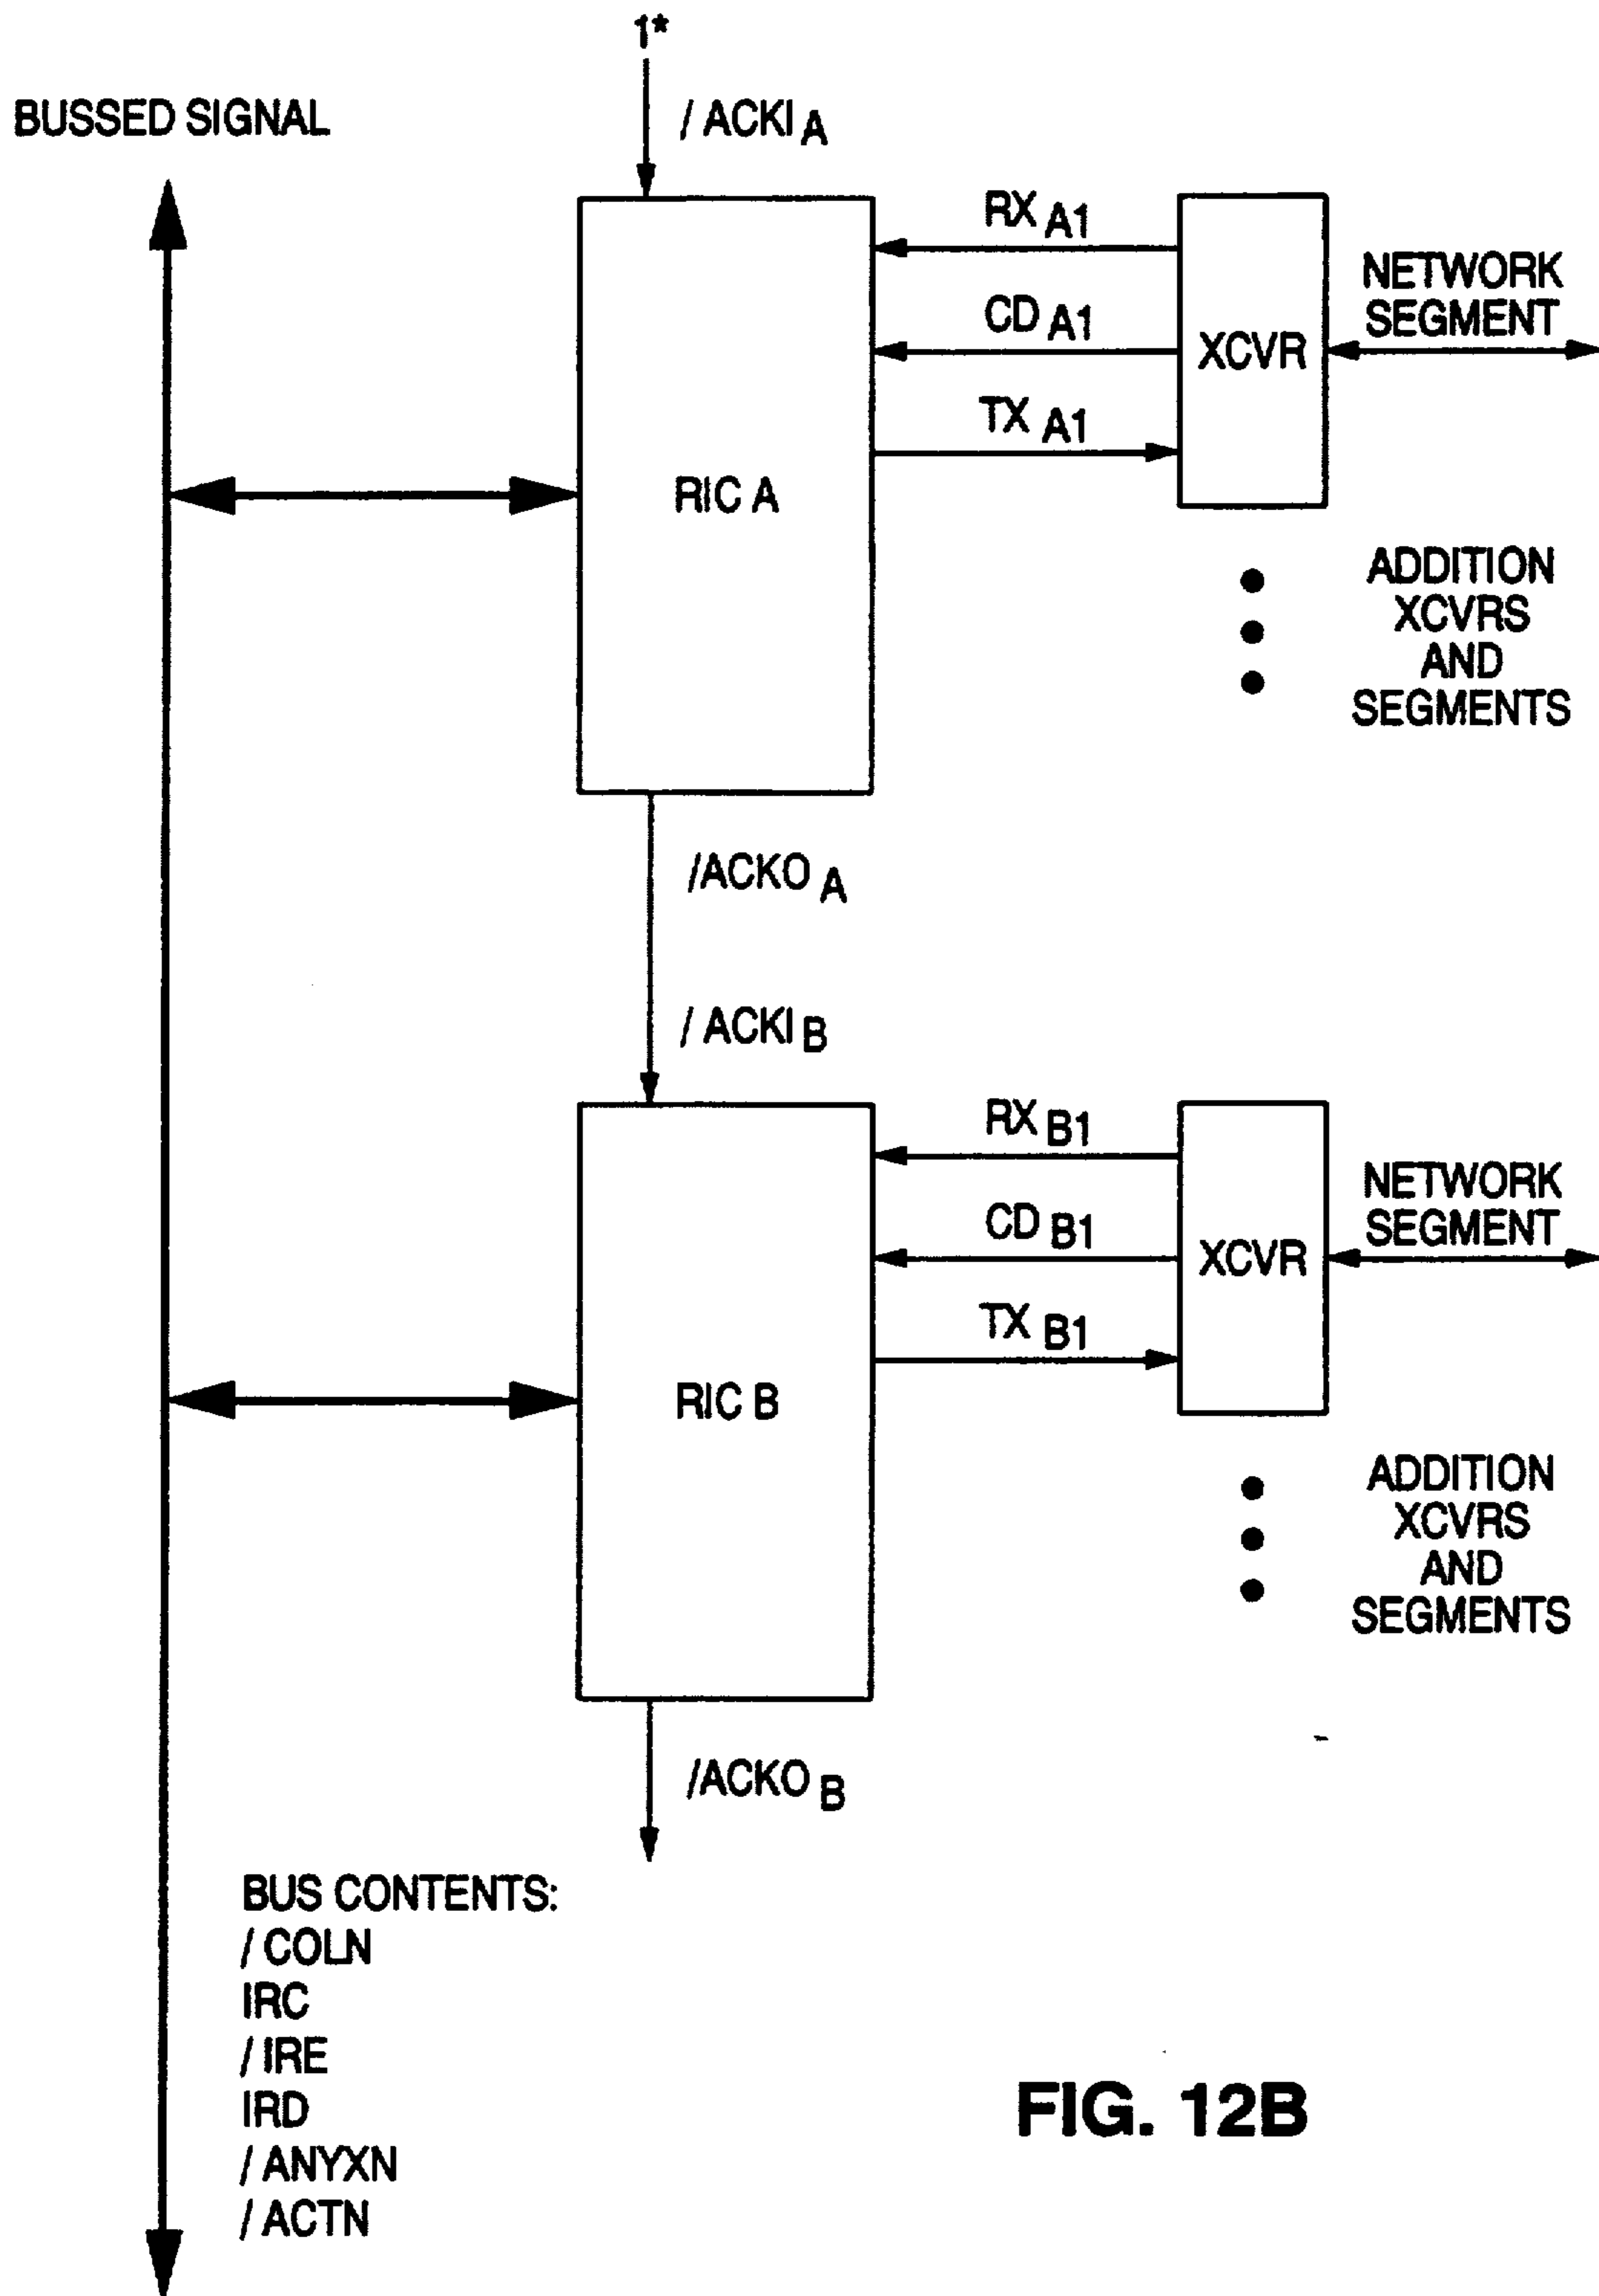 1*
BUSSED SIGNAL
/ ACKI A
RX A1
CD A1
TX A1
RIC A
XCVR
NETWORK
SEGMENT
ADDITION
XCVRS
AND
SEGMENTS
/ACKO A
/ ACKI B
RX B1
CD B1
TX B1
RIC B
XCVR
NETWORK
SEGMENT
ADDITION
XCVRS
AND
SEGMENTS
/ACKO B
BUS CONTENTS:
/ COLN
IRC
/ IRE
IRD
/ ANYXN
/ ACTN
FIG. 12B